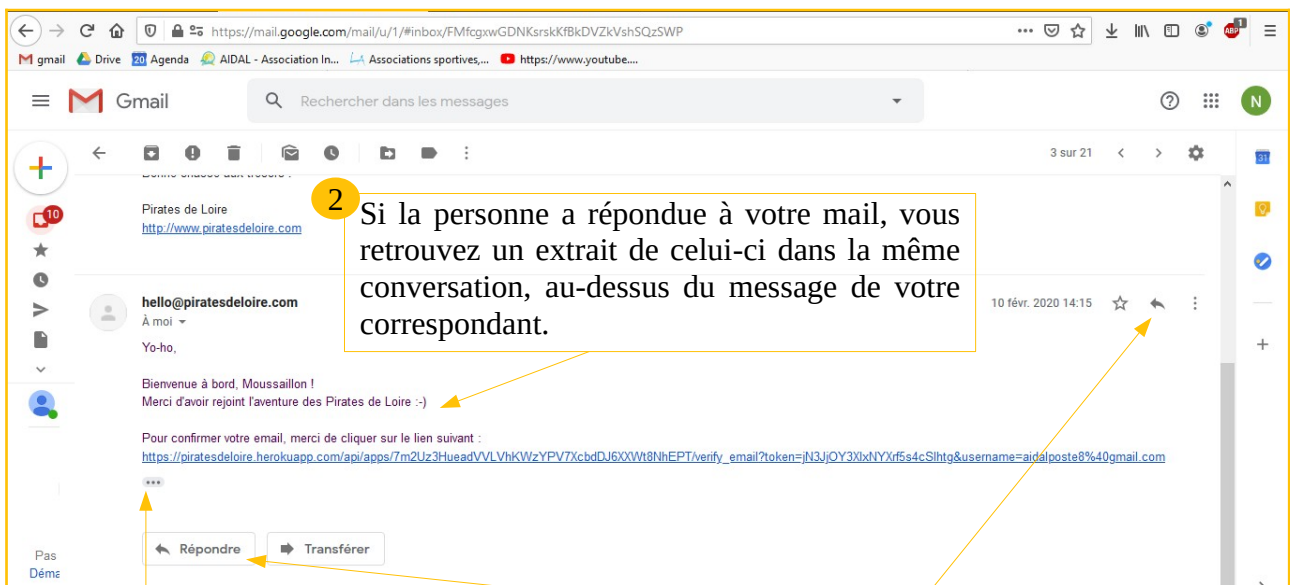 https://mail.google.com/mail/u/1/#inbox/FMfcgxwGDNKsrskKfBkDVZkVshSQzSWP
ABP 1
gmail Drive 20 Agenda AIDAL - Association In... Associations sportives,... https://www.youtube....
Gmail Rechercher dans les messages N
3 sur 21 31
10
Pirates de Loire
http://www.piratesdeloire.com
2 Si la personne a répondue à votre mail, vous
retrouvez un extrait de celui-ci dans la même
conversation, au-dessus du message de votre
correspondant.
hello@piratesdeloire.com 10 févr. 2020 14:15
À moi
Yo-ho,
Bienvenue à bord, Moussaillon !
Merci d'avoir rejoint l'aventure des Pirates de Loire :-)
Pour confirmer votre email, merci de cliquer sur le lien suivant :
https://piratesdeloire.herokuapp.com/api/apps/7m2Uz3HueadVVLVhKWzYPV7XcbdDJ6XXWt8NhEPT/verify_email?token=jN3JjOY3XlxNYXrf5s4cSlhtg&username=aidalposte8%40gmail.com
Répondre Transférer
Pas
Déma